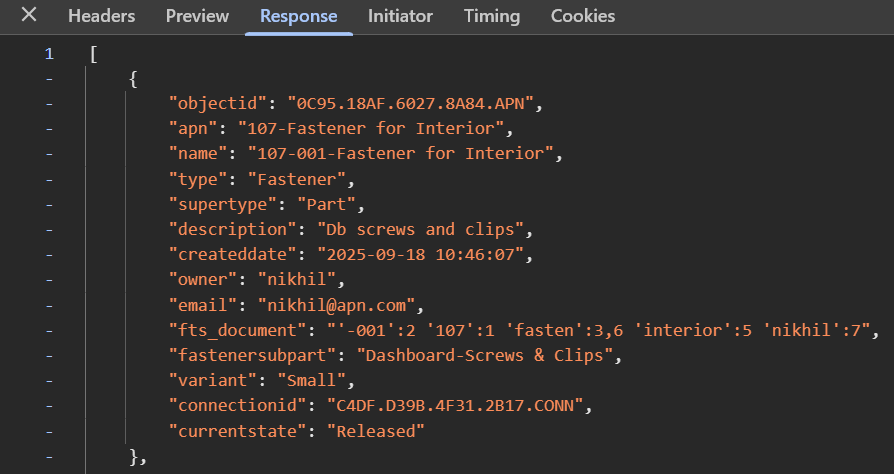 Headers Preview Response Initiator Timing Cookies
1 [
- {
- "objectid": "0C95.18AF.6027.8A84.APN",
- "apn": "107-Fastener for Interior",
- "name": "107-001-Fastener for Interior",
- "type": "Fastener",
- "supertype": "Part",
- "description": "Db screws and clips",
- "createddate": "2025-09-18 10:46:07",
- "owner": "nikhil",
- "email": "nikhil@apn.com",
- "fts_document": "'-001':2 '107':1 'fasten':3,6 'interior':5 'nikhil':7",
- "fastenersubpart": "Dashboard-Screws & Clips",
- "variant": "Small",
- "connectionid": "C4DF.D39B.4F31.2B17.CONN",
- "currentstate": "Released"
- },